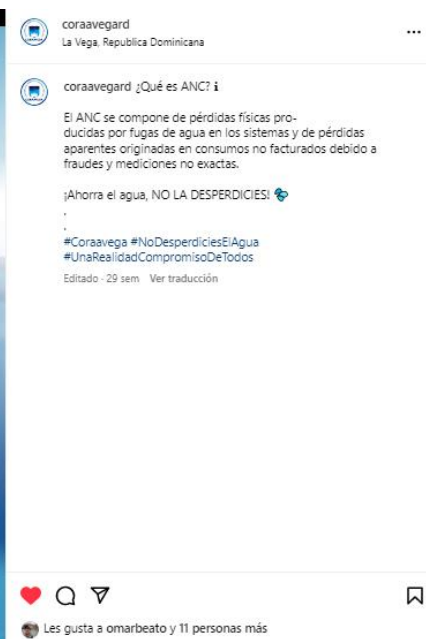 coraavegard
La Vega, Republica Dominicana
coraavegard ¿Qué es ANC? ℹ
El ANC se compone de pérdidas físicas pro-
ducidas por fugas de agua en los sistemas y de pérdidas
aparentes originadas en consumos no facturados debido a
fraudes y mediciones no exactas.
¡Ahorra el agua, NO LA DESPERDICIES!
.
.
#Coraavega #NoDesperdiciesElAgua
#UnaRealidadCompromisoDeTodos
Editado · 29 sem Ver traducción
Les gusta a omarbeato y 11 personas más